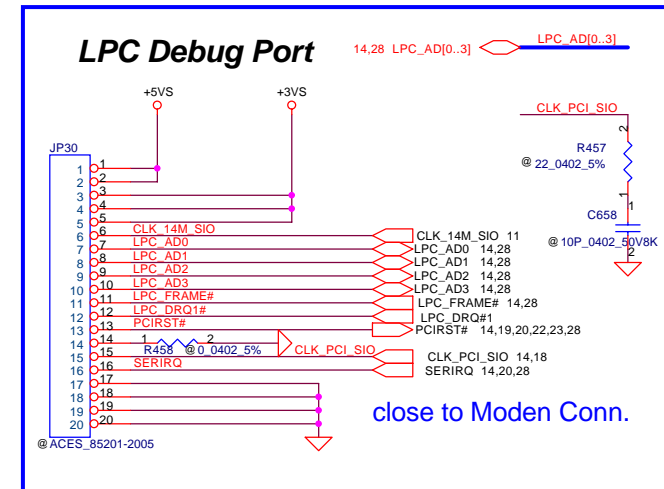 LPC Debug Port
14,28 LPC_AD[0..3]
LPC_AD[0..3]
+5VS
+3VS
CLK_PCI_SIO
JP30
1 1
2 2
3 3
4 4
5 5
6 6 CLK_14M_SIO CLK_14M_SIO 11
7 7 LPC_AD0 LPC_AD0 14,28
8 8 LPC_AD1 LPC_AD1 14,28
9 9 LPC_AD2 LPC_AD2 14,28
10 10 LPC_AD3 LPC_AD3 14,28
11 11 LPC_FRAME# LPC_FRAME# 14,28
12 12 LPC_DRQ1# LPC_DRQ#1
13 13 PCIRST# PCIRST# 14,19,20,22,23,28
14 14 1 2
R458 @ 0_0402_5%
15 15 CLK_PCI_SIO CLK_PCI_SIO 14,18
16 16 SERIRQ SERIRQ 14,20,28
17 17
18 18
19 19
20 20
@ ACES_85201-2005
2
R457
@ 22_0402_5%
1
1
C658
@ 10P_0402_50V8K
2
close to Moden Conn.